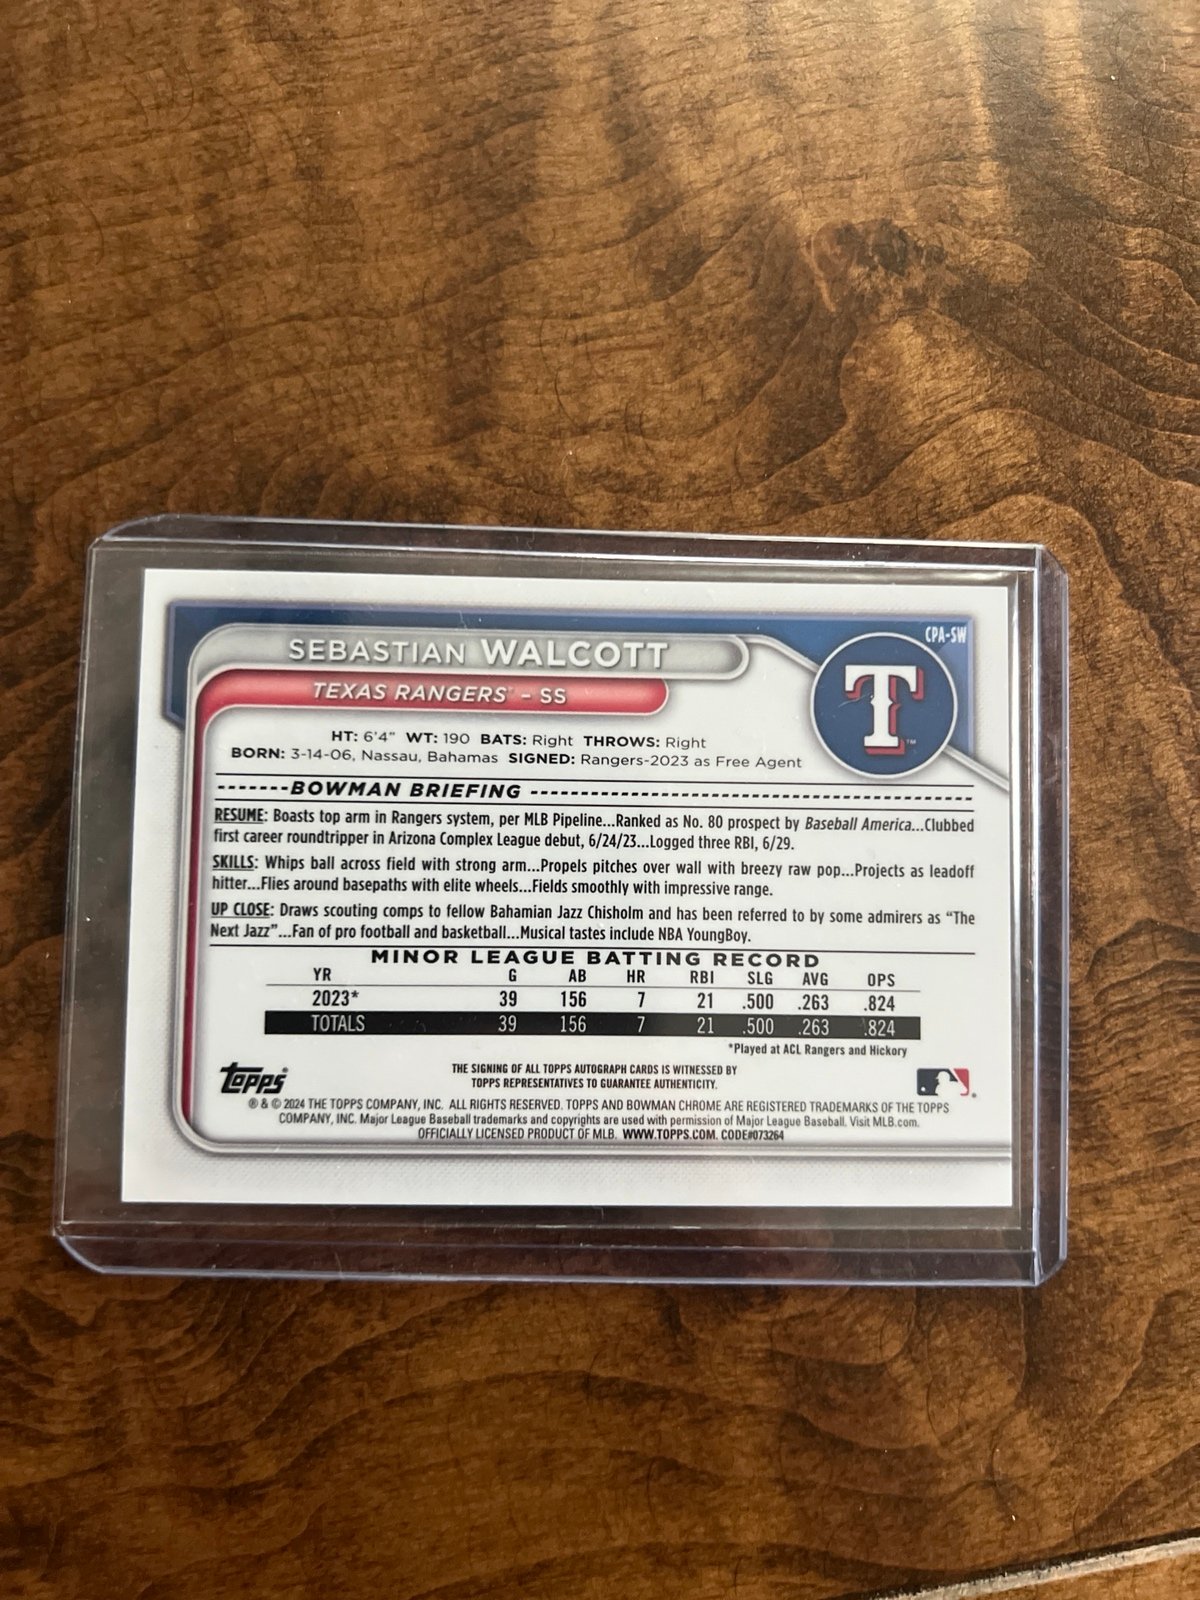 SEBASTIAN WALCOTT
CPA-SW
TEXAS RANGERS® – SS
T™
HT: 6'4" WT: 190 BATS: Right THROWS: Right
BORN: 3-14-06, Nassau, Bahamas SIGNED: Rangers-2023 as Free Agent
-------BOWMAN BRIEFING --------------------------------------------
RESUME: Boasts top arm in Rangers system, per MLB Pipeline...Ranked as No. 80 prospect by Baseball America...Clubbed
first career roundtripper in Arizona Complex League debut, 6/24/23...Logged three RBI, 6/29.
SKILLS: Whips ball across field with strong arm...Propels pitches over wall with breezy raw pop...Projects as leadoff
hitter...Flies around basepaths with elite wheels...Fields smoothly with impressive range.
UP CLOSE: Draws scouting comps to fellow Bahamian Jazz Chisholm and has been referred to by some admirers as "The
Next Jazz"...Fan of pro football and basketball...Musical tastes include NBA YoungBoy.
MINOR LEAGUE BATTING RECORD
YR G AB HR RBI SLG AVG OPS
2023* 39 156 7 21 .500 .263 .824
TOTALS 39 156 7 21 .500 .263 .824
*Played at ACL Rangers and Hickory
topps®
THE SIGNING OF ALL TOPPS AUTOGRAPH CARDS IS WITNESSED BY
TOPPS REPRESENTATIVES TO GUARANTEE AUTHENTICITY.
® & © 2024 THE TOPPS COMPANY, INC. ALL RIGHTS RESERVED. TOPPS AND BOWMAN CHROME ARE REGISTERED TRADEMARKS OF THE TOPPS
COMPANY, INC. Major League Baseball trademarks and copyrights are used with permission of Major League Baseball. Visit MLB.com.
OFFICIALLY LICENSED PRODUCT OF MLB. WWW.TOPPS.COM. CODE#073264